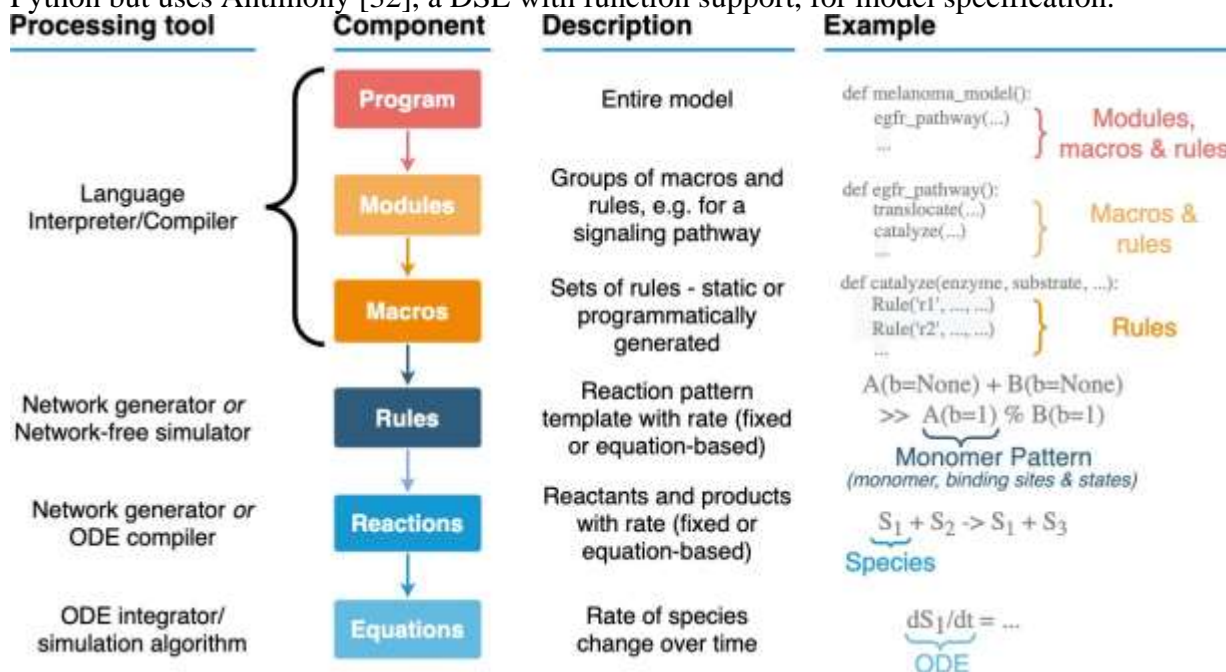 Python but uses Antimony [32], a DSL with function support, for model specification.
Processing tool Component Description Example
Program
Entire model
def melanoma_model():
egfr_pathway(...)
...
Modules,
macros & rules
Language
Interpreter/Compiler
Modules
Groups of macros and
rules, e.g. for a
signaling pathway
def egfr_pathway():
translocate(...)
catalyze(...)
...
Macros &
rules
Macros
Sets of rules - static or
programmatically
generated
def catalyze(enzyme, substrate, ...):
Rule('r1', ..., ...)
Rule('r2', ..., ...)
...
Rules
Network generator or
Network-free simulator
Rules
Reaction pattern
template with rate (fixed
or equation-based)
A(b=None) + B(b=None)
>> A(b=1) % B(b=1)
Monomer Pattern
(monomer, binding sites & states)
Network generator or
ODE compiler
Reactions
Reactants and products
with rate (fixed or
equation-based)
S1 + S2 -> S1 + S3
Species
ODE integrator/
simulation algorithm
Equations
Rate of species
change over time
dS1/dt = ...
ODE